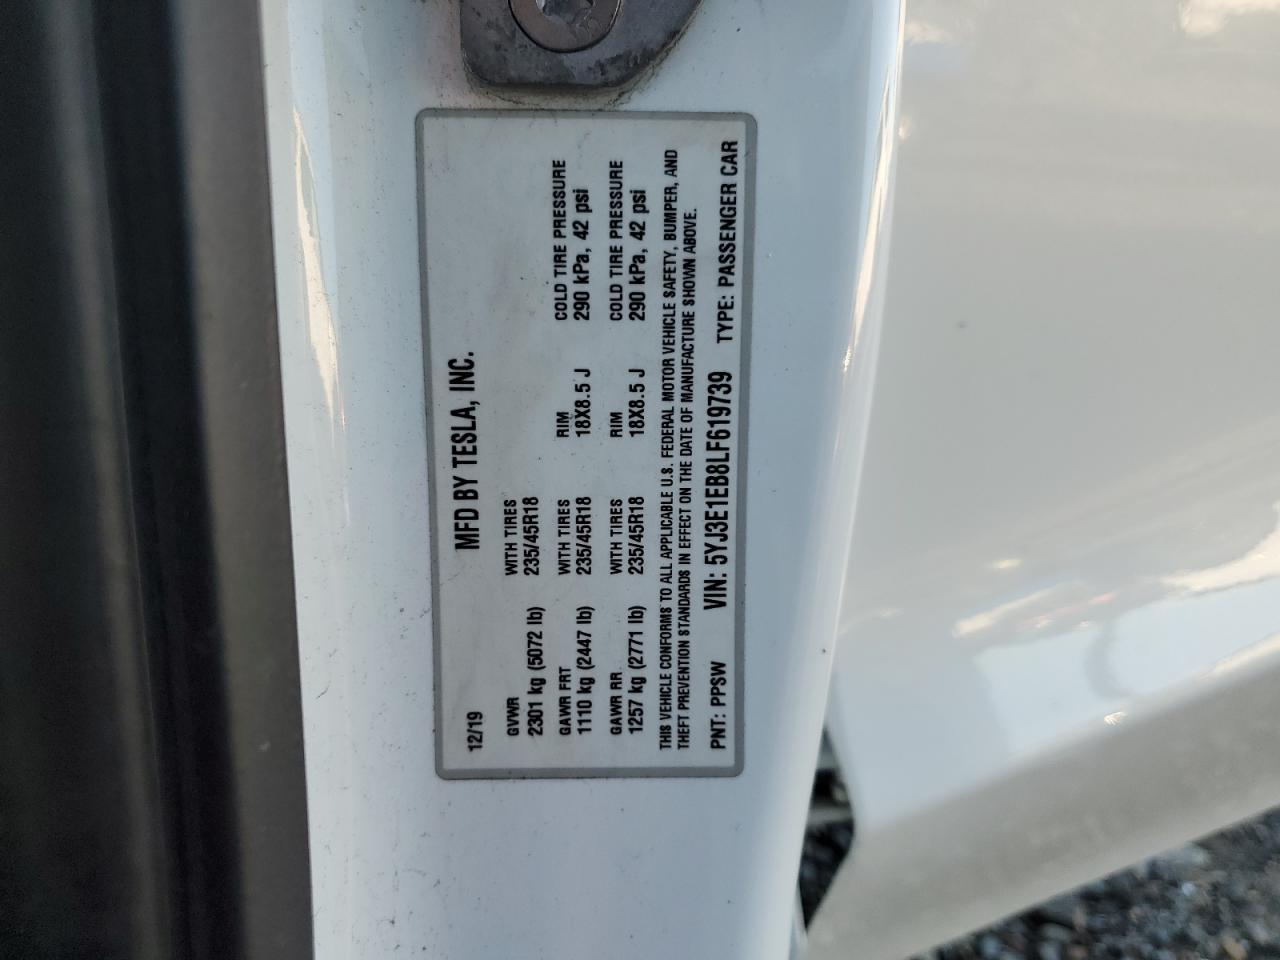 12/19 MFD BY TESLA, INC.
GVWR WITH TIRES
2301 kg (5072 lb) 235/45R18
GAWR FRT WITH TIRES RIM COLD TIRE PRESSURE
1110 kg (2447 lb) 235/45R18 18X8.5 J 290 kPa, 42 psi
GAWR RR WITH TIRES RIM COLD TIRE PRESSURE
1257 kg (2771 lb) 235/45R18 18X8.5 J 290 kPa, 42 psi
THIS VEHICLE CONFORMS TO ALL APPLICABLE U.S. FEDERAL MOTOR VEHICLE SAFETY, BUMPER, AND
THEFT PREVENTION STANDARDS IN EFFECT ON THE DATE OF MANUFACTURE SHOWN ABOVE.
PNT: PPSW VIN: 5YJ3E1EB8LF619739 TYPE: PASSENGER CAR